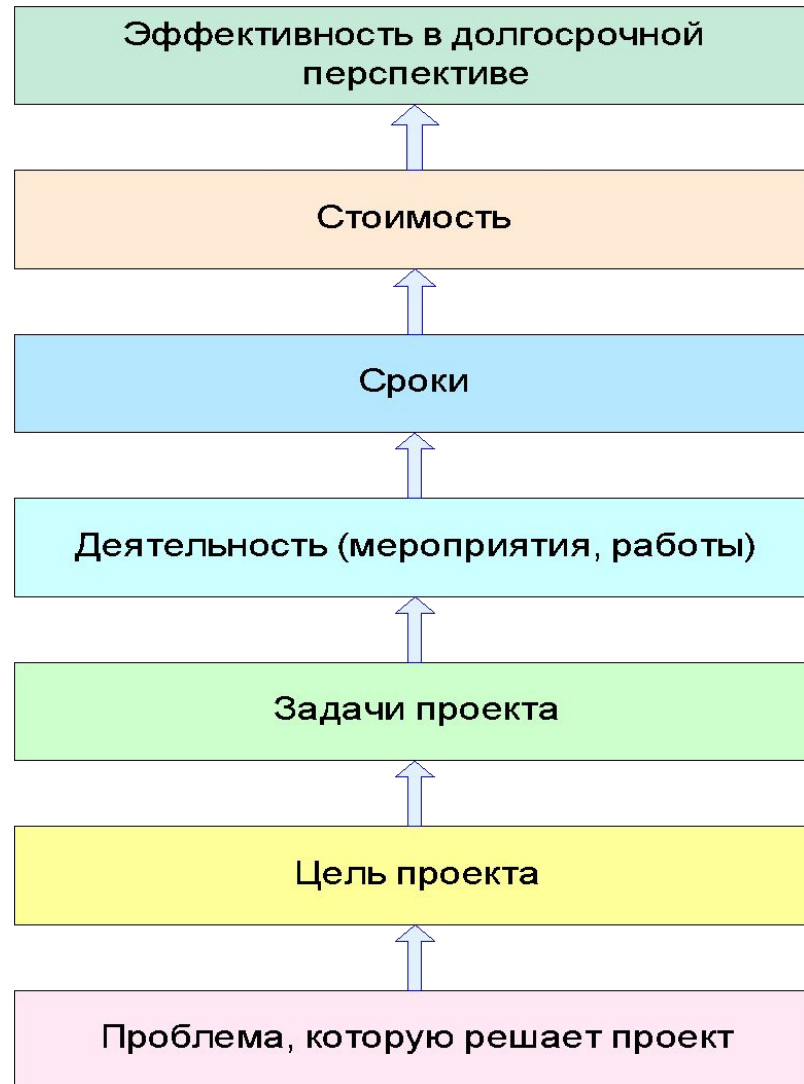 Эффективность в долгосрочной
перспективе
Стоимость
Сроки
Деятельность (мероприятия, работы)
Задачи проекта
Цель проекта
Проблема, которую решает проект